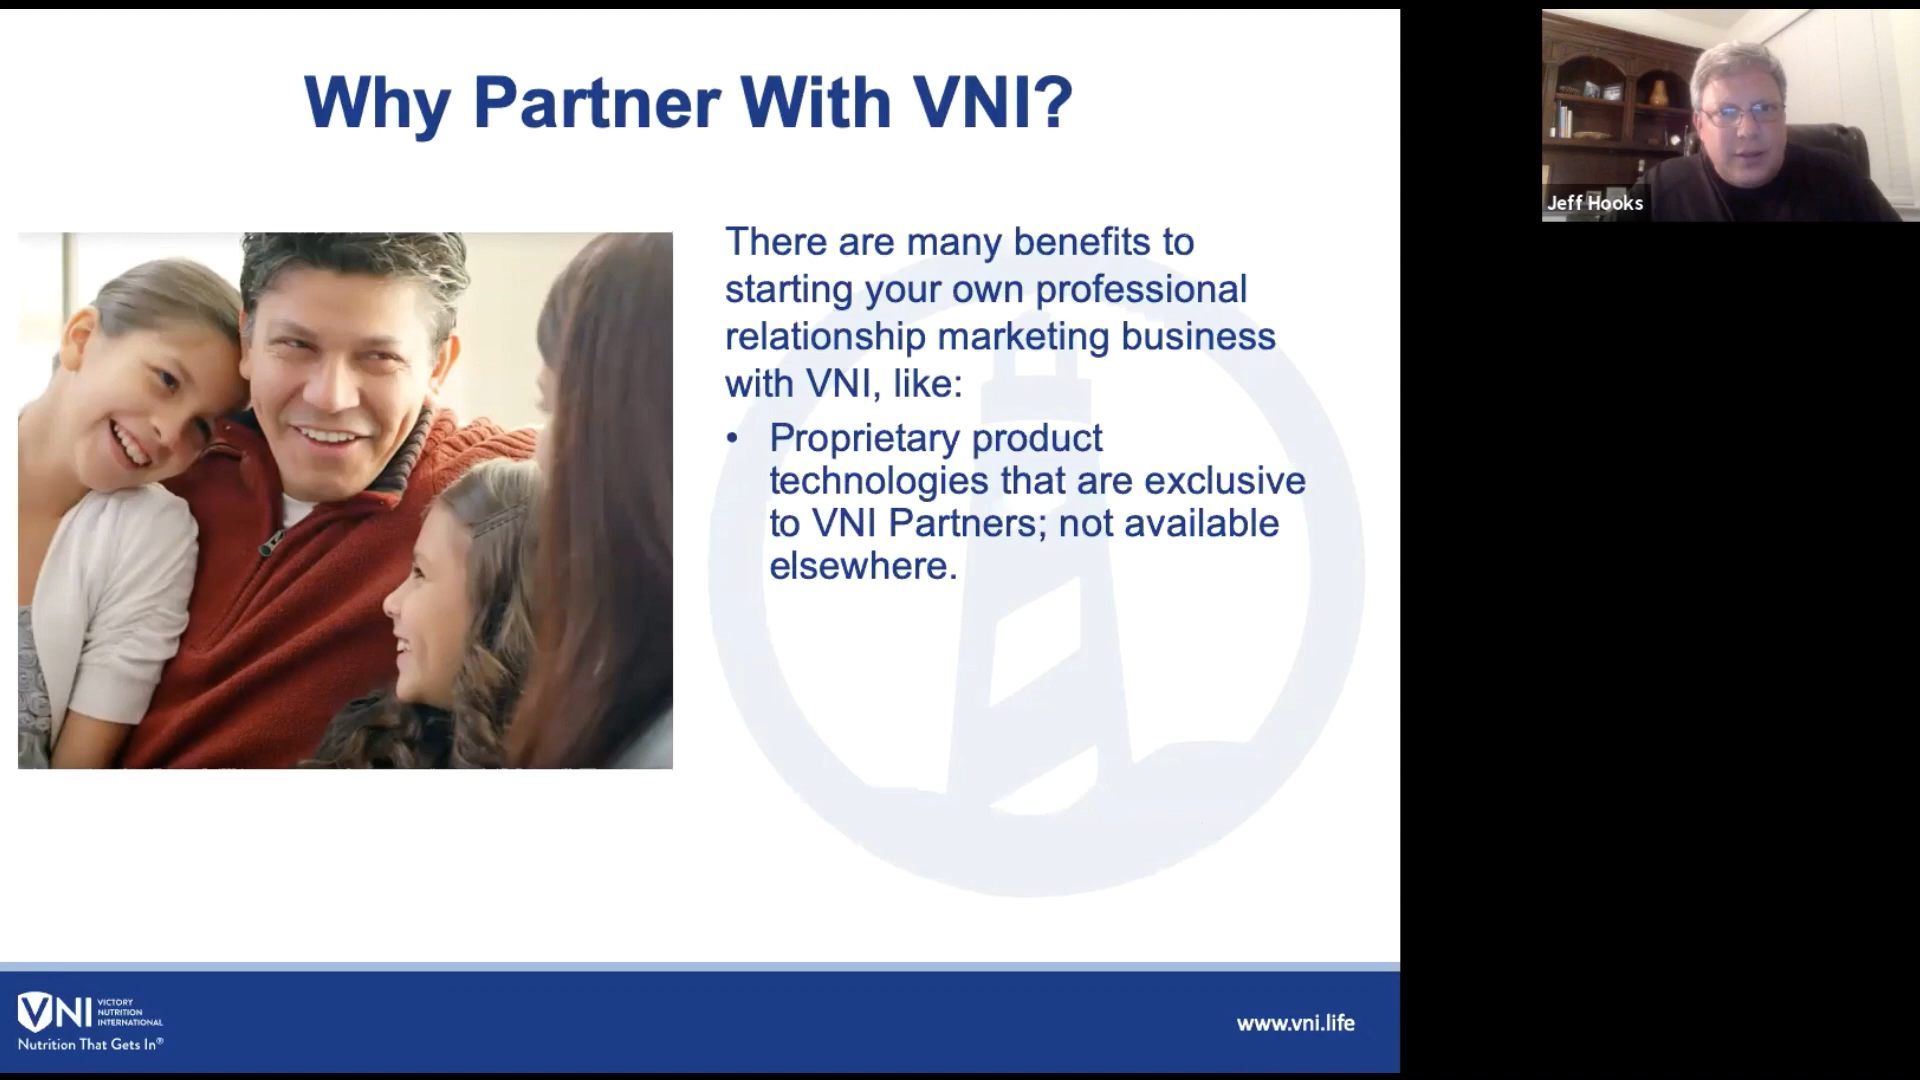 Why Partner With VNI?
Jeff Hooks
There are many benefits to
starting your own professional
relationship marketing business
with VNI, like:
• Proprietary product
technologies that are exclusive
to VNI Partners; not available
elsewhere.
VNI
VICTORY
NUTRITION
INTERNATIONAL
Nutrition That Gets In®
www.vni.life